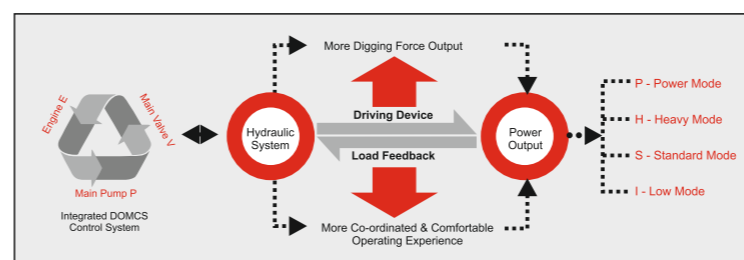 More Digging Force Output
Engine E
Main Valve V
Main Pump P
Integrated DOMCS
Control System
Hydraulic
System
Driving Device
Load Feedback
Power
Output
More Co-ordinated & Comfortable
Operating Experience
P - Power Mode
H - Heavy Mode
S - Standard Mode
I - Low Mode